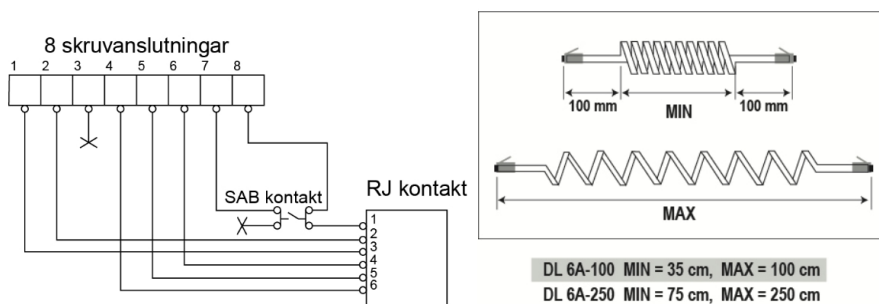 8 skruvanslutningar
1 2 3 4 5 6 7 8
SAB kontakt
RJ kontakt
1
2
3
4
5
6
100 mm
MIN
100 mm
MAX
DL 6A-100 MIN = 35 cm, MAX = 100 cm
DL 6A-250 MIN = 75 cm, MAX = 250 cm